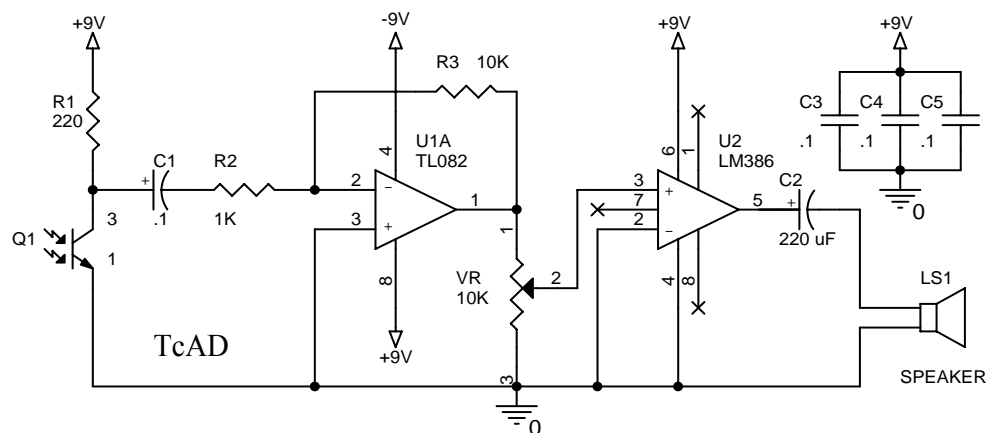 +9V
-9V
+9V
+9V
R3 10K
R1
220
C3
C4
C5
.1
.1
.1
U1A
TL082
U2
LM386
4
6
1
C1
+
R2
.1
1K
2
-
3
+
1
1
3
+
7
2
-
5
C2
+
220 uF
0
Q1
3
1
8
VR
10K
2
4
8
LS1
TcAD
+9V
3
0
SPEAKER